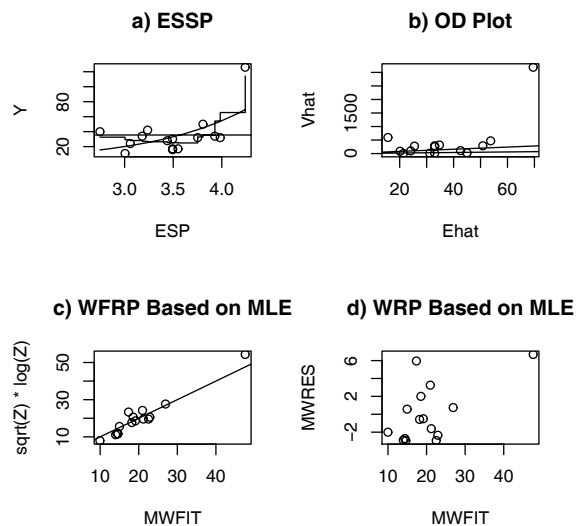 a) ESSP
Y
20
80
3.0 3.5 4.0
ESP
b) OD Plot
Vhat
0
1500
20 30 40 50 60
Ehat
c) WFRP Based on MLE
sqrt(Z) * log(Z)
10
30
50
10 20 30 40
MWFIT
d) WRP Based on MLE
MWRES
−2
2
6
10 20 30 40
MWFIT